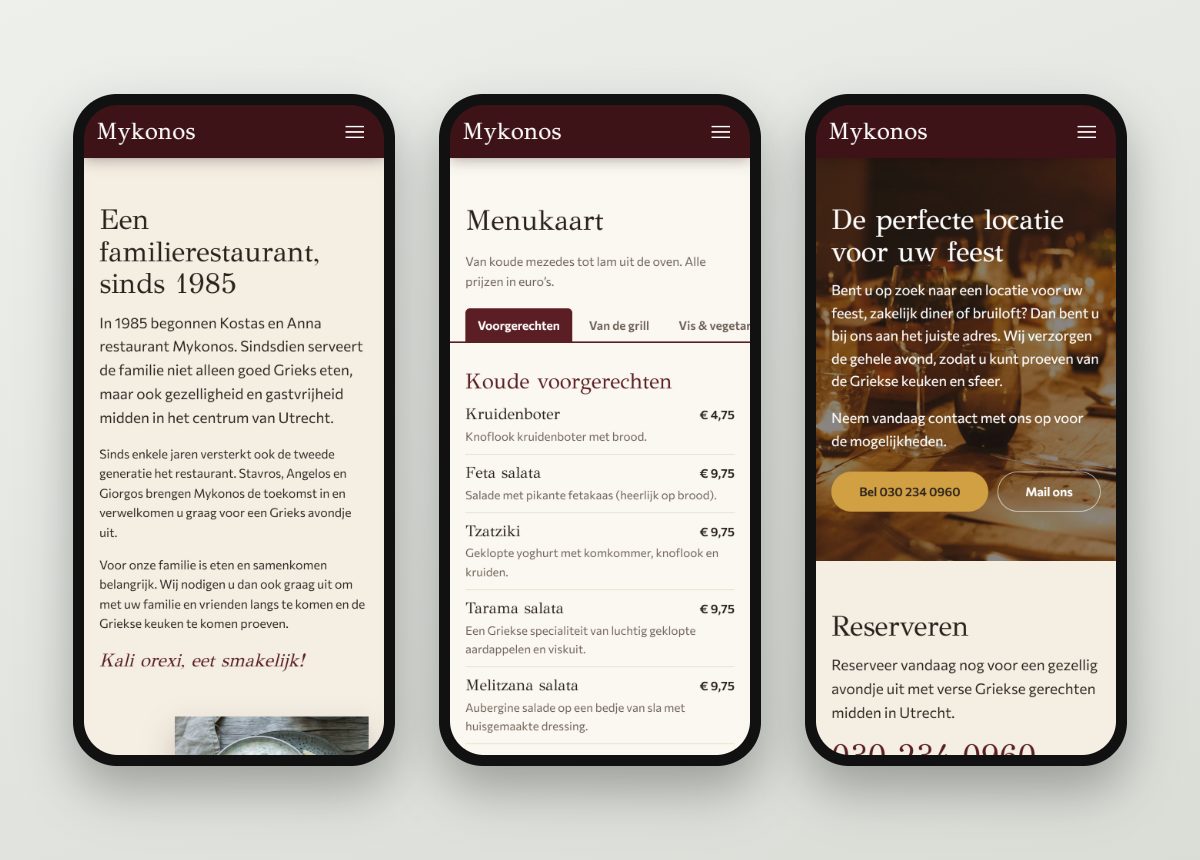 Mykonos
Een
familierestaurant,
sinds 1985
In 1985 begonnen Kostas en Anna
restaurant Mykonos. Sindsdien serveert
de familie niet alleen goed Grieks eten,
maar ook gezelligheid en gastvrijheid
midden in het centrum van Utrecht.
Sinds enkele jaren versterkt ook de tweede
generatie het restaurant. Stavros, Angelos en
Giorgos brengen Mykonos de toekomst in en
verwelkomen u graag voor een Grieks avondje
uit.
Voor onze familie is eten en samenkomen
belangrijk. Wij nodigen u dan ook graag uit om
met uw familie en vrienden langs te komen en de
Griekse keuken te komen proeven.
Kali orexi, eet smakelijk!
Mykonos
Menukaart
Van koude mezedes tot lam uit de oven. Alle
prijzen in euro's.
Voorgerechten Van de grill Vis & vegetar
Koude voorgerechten
Kruidenboter € 4,75
Knoflook kruidenboter met brood.
Feta salata € 9,75
Salade met pikante fetakaas (heerlijk op brood).
Tzatziki € 9,75
Geklopte yoghurt met komkommer, knoflook en
kruiden.
Tarama salata € 9,75
Een Griekse specialiteit van luchtig geklopte
aardappelen en viskuit.
Melitzana salata € 9,75
Aubergine salade op een bedje van sla met
huisgemaakte dressing.
Mykonos
De perfecte locatie
voor uw feest
Bent u op zoek naar een locatie voor uw
feest, zakelijk diner of bruiloft? Dan bent u
bij ons aan het juiste adres. Wij verzorgen
de gehele avond, zodat u kunt proeven van
de Griekse keuken en sfeer.
Neem vandaag contact met ons op voor
de mogelijkheden.
Bel 030 234 0960 Mail ons
Reserveren
Reserveer vandaag nog voor een gezellig
avondje uit met verse Griekse gerechten
midden in Utrecht.
030 234 0960